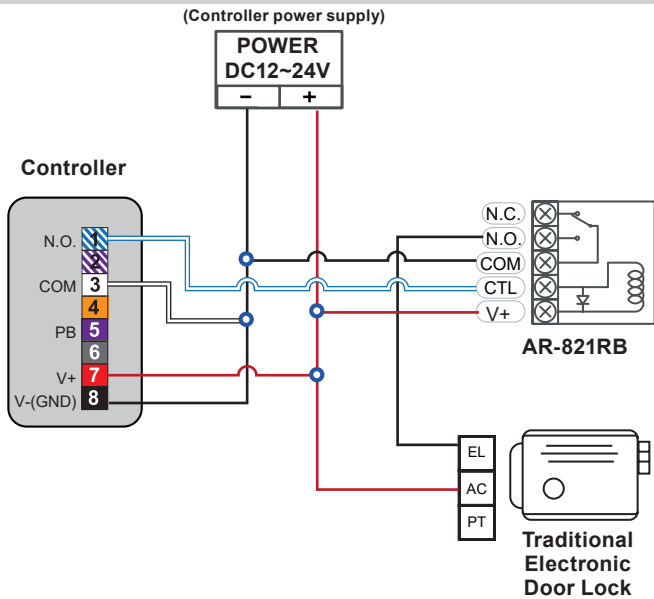 (Controller power supply)
POWER
DC12~24V
− +
Controller
N.O. 1
2
COM 3
4
PB 5
6
V+ 7
V-(GND) 8
N.C.
N.O.
COM
CTL
V+
AR-821RB
EL
AC
PT
Traditional
Electronic
Door Lock